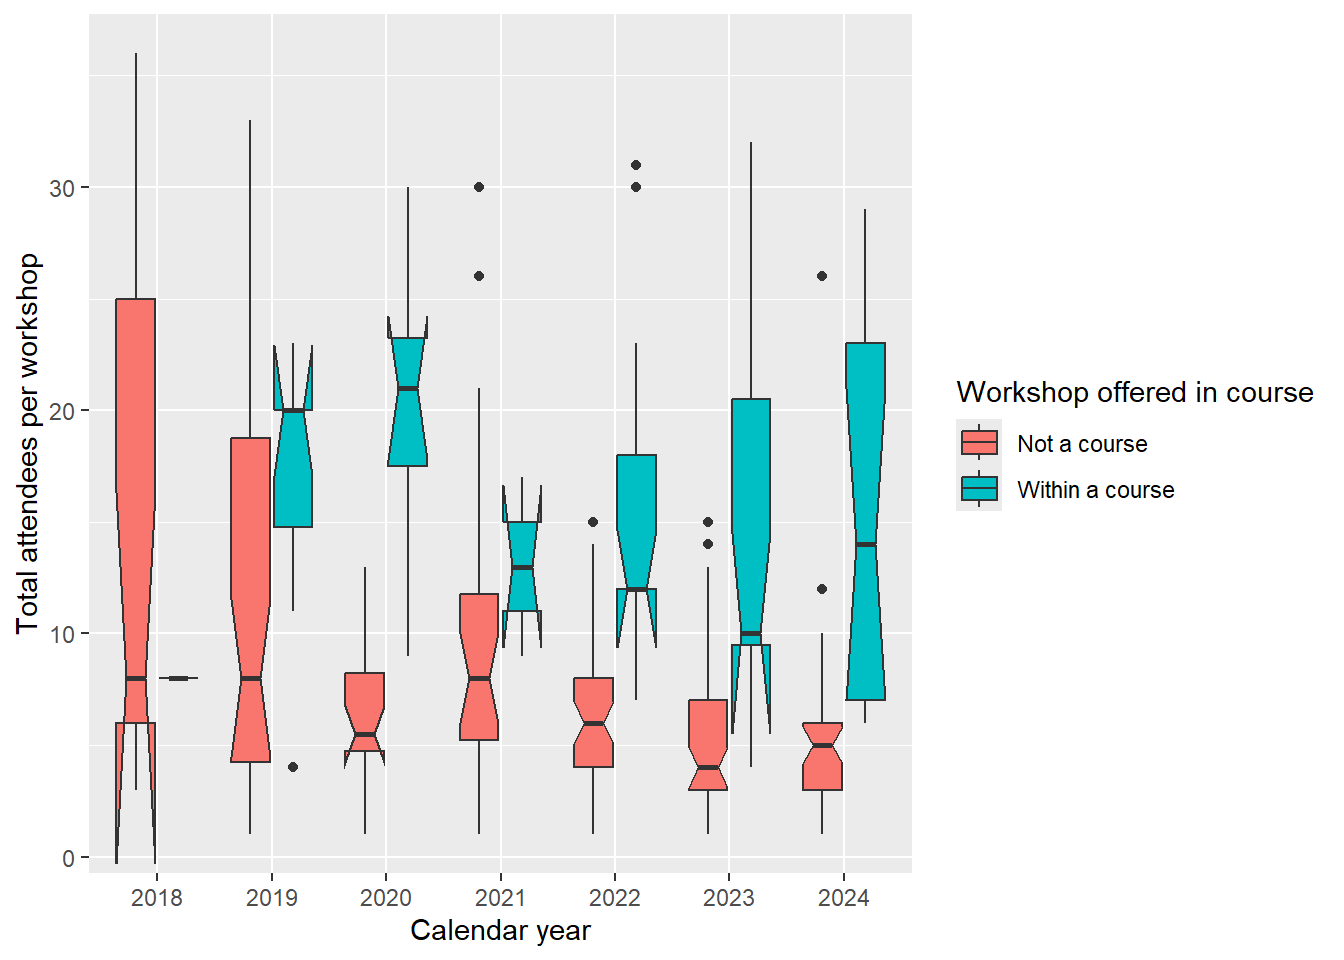 Total attendees per workshop
30
20
10
0
2018 2019 2020 2021 2022 2023 2024
Calendar year
Workshop offered in course
Not a course
Within a course